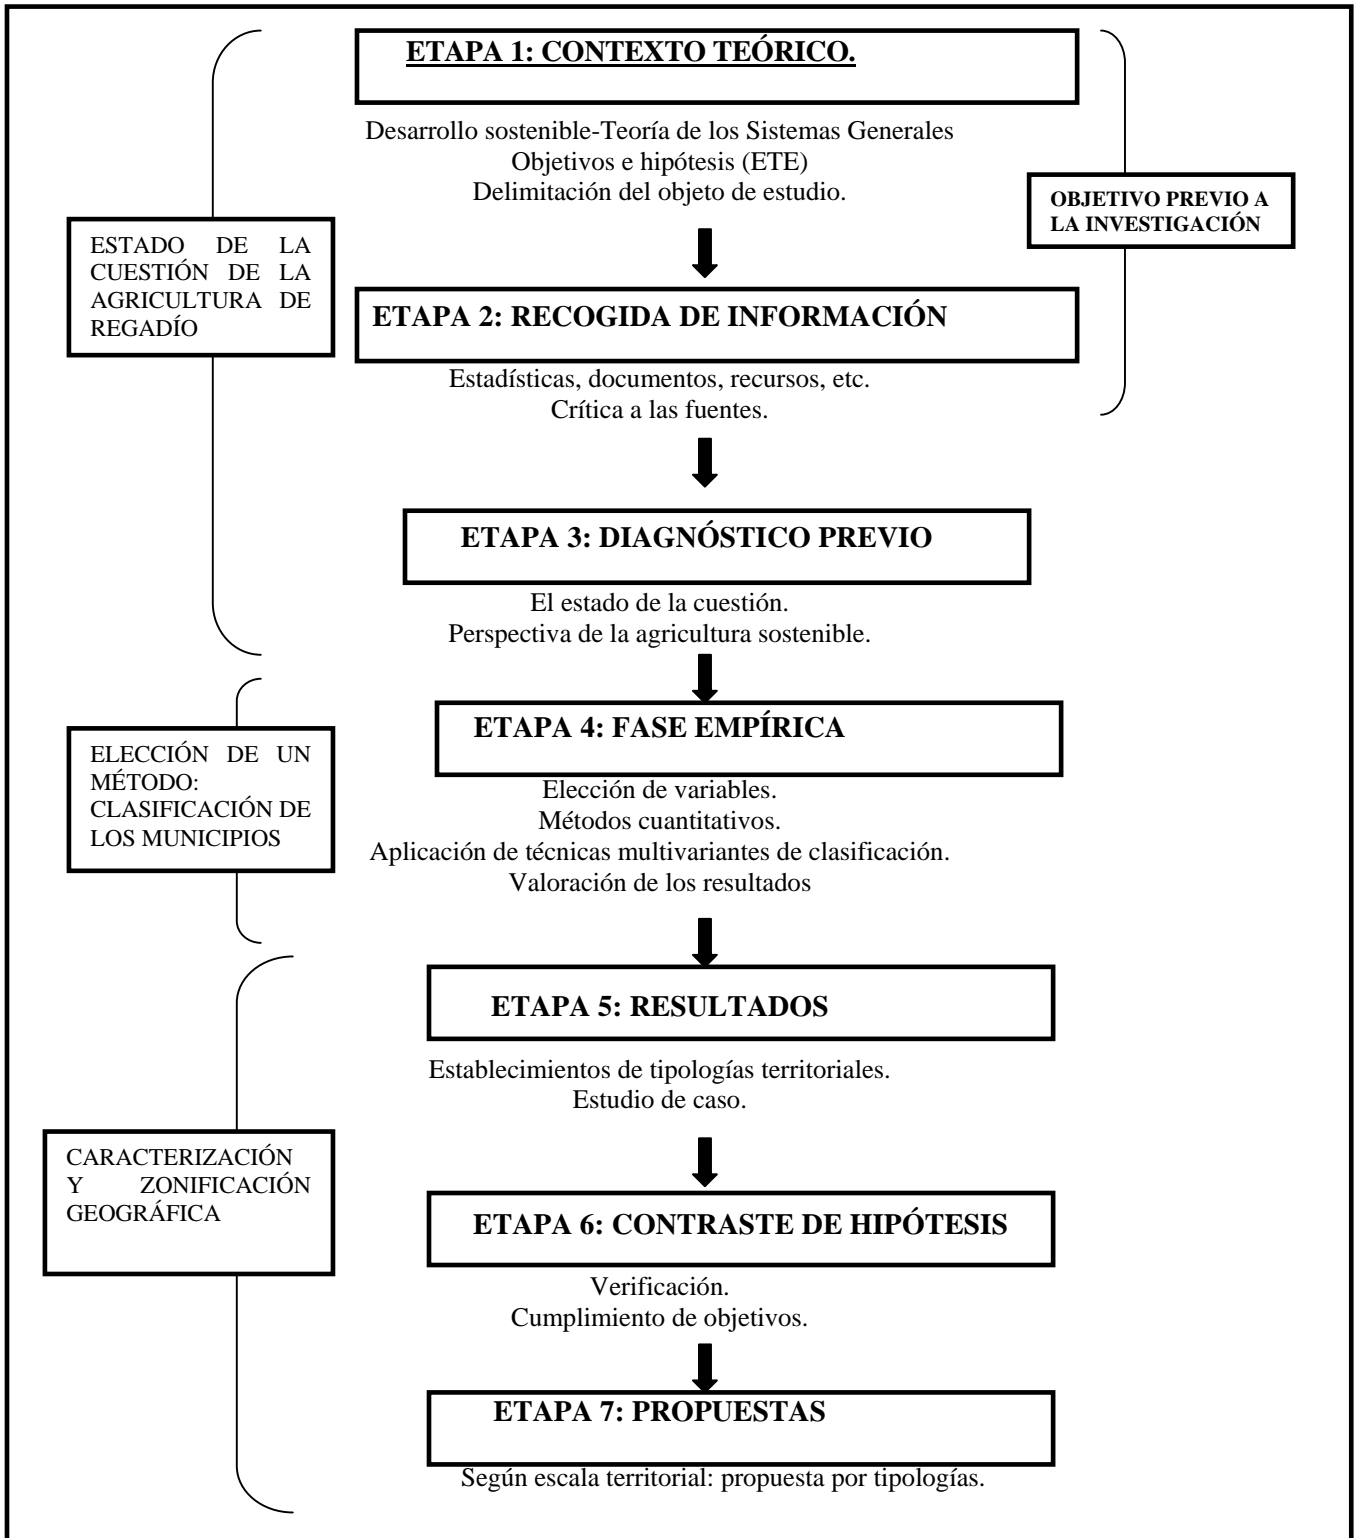 ETAPA 1: CONTEXTO TEÓRICO.
Desarrollo sostenible-Teoría de los Sistemas Generales
Objetivos e hipótesis (ETE)
Delimitación del objeto de estudio.
OBJETIVO PREVIO A
LA INVESTIGACIÓN
ESTADO DE LA
CUESTIÓN DE LA
AGRICULTURA DE
REGADÍO
ETAPA 2: RECOGIDA DE INFORMACIÓN
Estadísticas, documentos, recursos, etc.
Crítica a las fuentes.
ETAPA 3: DIAGNÓSTICO PREVIO
El estado de la cuestión.
Perspectiva de la agricultura sostenible.
ELECCIÓN DE UN
MÉTODO:
CLASIFICACIÓN DE
LOS MUNICIPIOS
ETAPA 4: FASE EMPÍRICA
Elección de variables.
Métodos cuantitativos.
Aplicación de técnicas multivariantes de clasificación.
Valoración de los resultados
ETAPA 5: RESULTADOS
Establecimientos de tipologías territoriales.
Estudio de caso.
CARACTERIZACIÓN
Y ZONIFICACIÓN
GEOGRÁFICA
ETAPA 6: CONTRASTE DE HIPÓTESIS
Verificación.
Cumplimiento de objetivos.
ETAPA 7: PROPUESTAS
Según escala territorial: propuesta por tipologías.